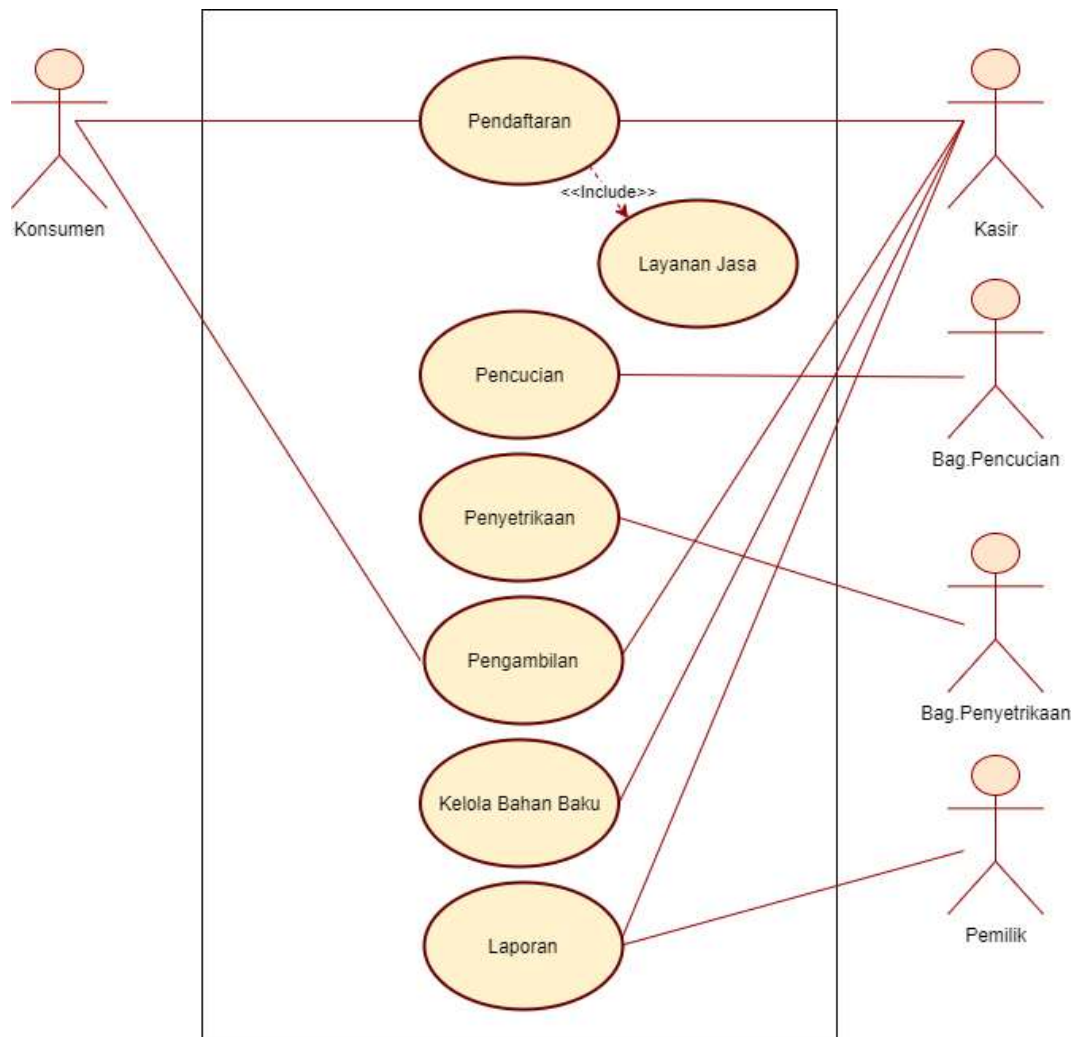 Pendaftaran
<<Include>>
Konsumen
Kasir
Layanan Jasa
Pencucian
Bag.Pencucian
Penyetrikaan
Pengambilan
Bag.Penyetrikaan
Kelola Bahan Baku
Laporan
Pemilik